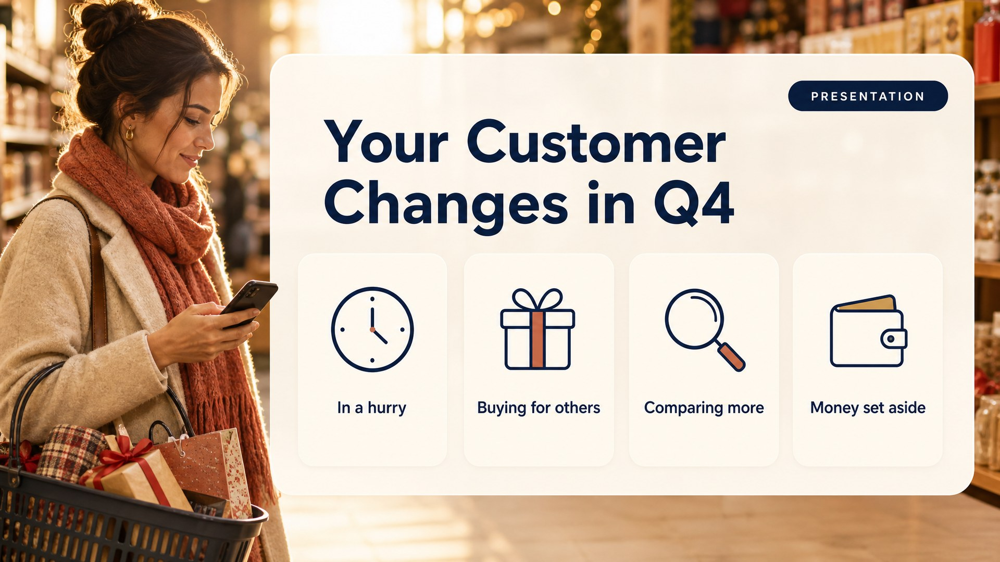 PRESENTATION
Your Customer
Changes in Q4
In a hurry
Buying for others
Comparing more
Money set aside